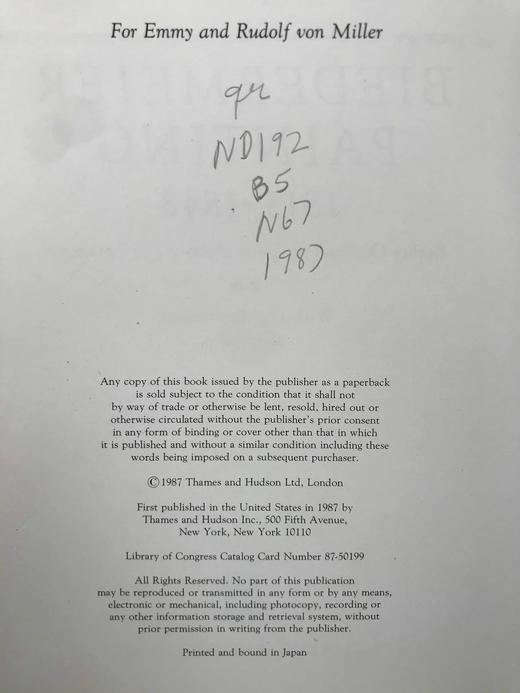 For Emmy and Rudolf von Miller
qr
ND192
B5
N67
1987
Any copy of this book issued by the publisher as a paperback
is sold subject to the condition that it shall not
by way of trade or otherwise be lent, resold, hired out or
otherwise circulated without the publisher's prior consent
in any form of binding or cover other than that in which
it is published and without a similar condition including these
words being imposed on a subsequent purchaser.
© 1987 Thames and Hudson Ltd, London
First published in the United States in 1987 by
Thames and Hudson Inc., 500 Fifth Avenue,
New York, New York 10110
Library of Congress Catalog Card Number 87-50199
All Rights Reserved. No part of this publication
may be reproduced or transmitted in any form or by any means,
electronic or mechanical, including photocopy, recording or
any other information storage and retrieval system, without
prior permission in writing from the publisher.
Printed and bound in Japan